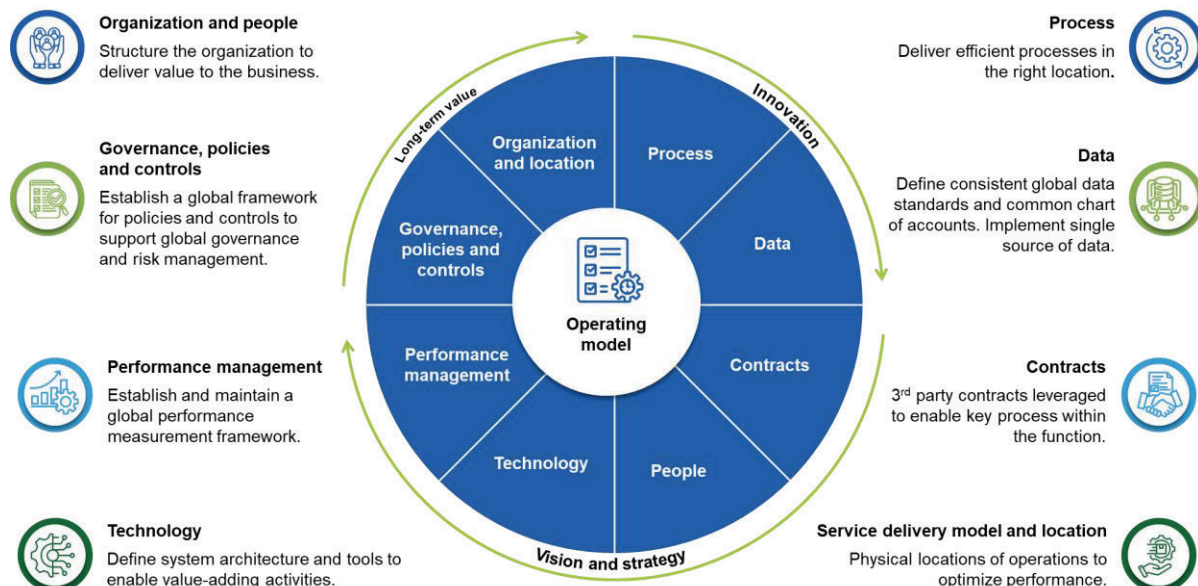 Organization and people
Structure the organization to
deliver value to the business.
Governance, policies
and controls
Establish a global framework
for policies and controls to
support global governance
and risk management.
Performance management
Establish and maintain a
global performance
measurement framework.
Technology
Define system architecture and tools to
enable value-adding activities.
Long-term value
Innovation
Vision and strategy
Organization
and location
Process
Governance,
policies and
controls
Data
Operating
model
Performance
management
Contracts
Technology
People
Process
Deliver efficient processes in
the right location.
Data
Define consistent global data
standards and common chart
of accounts. Implement single
source of data.
Contracts
3rd party contracts leveraged
to enable key process within
the function.
Service delivery model and location
Physical locations of operations to
optimize performance.